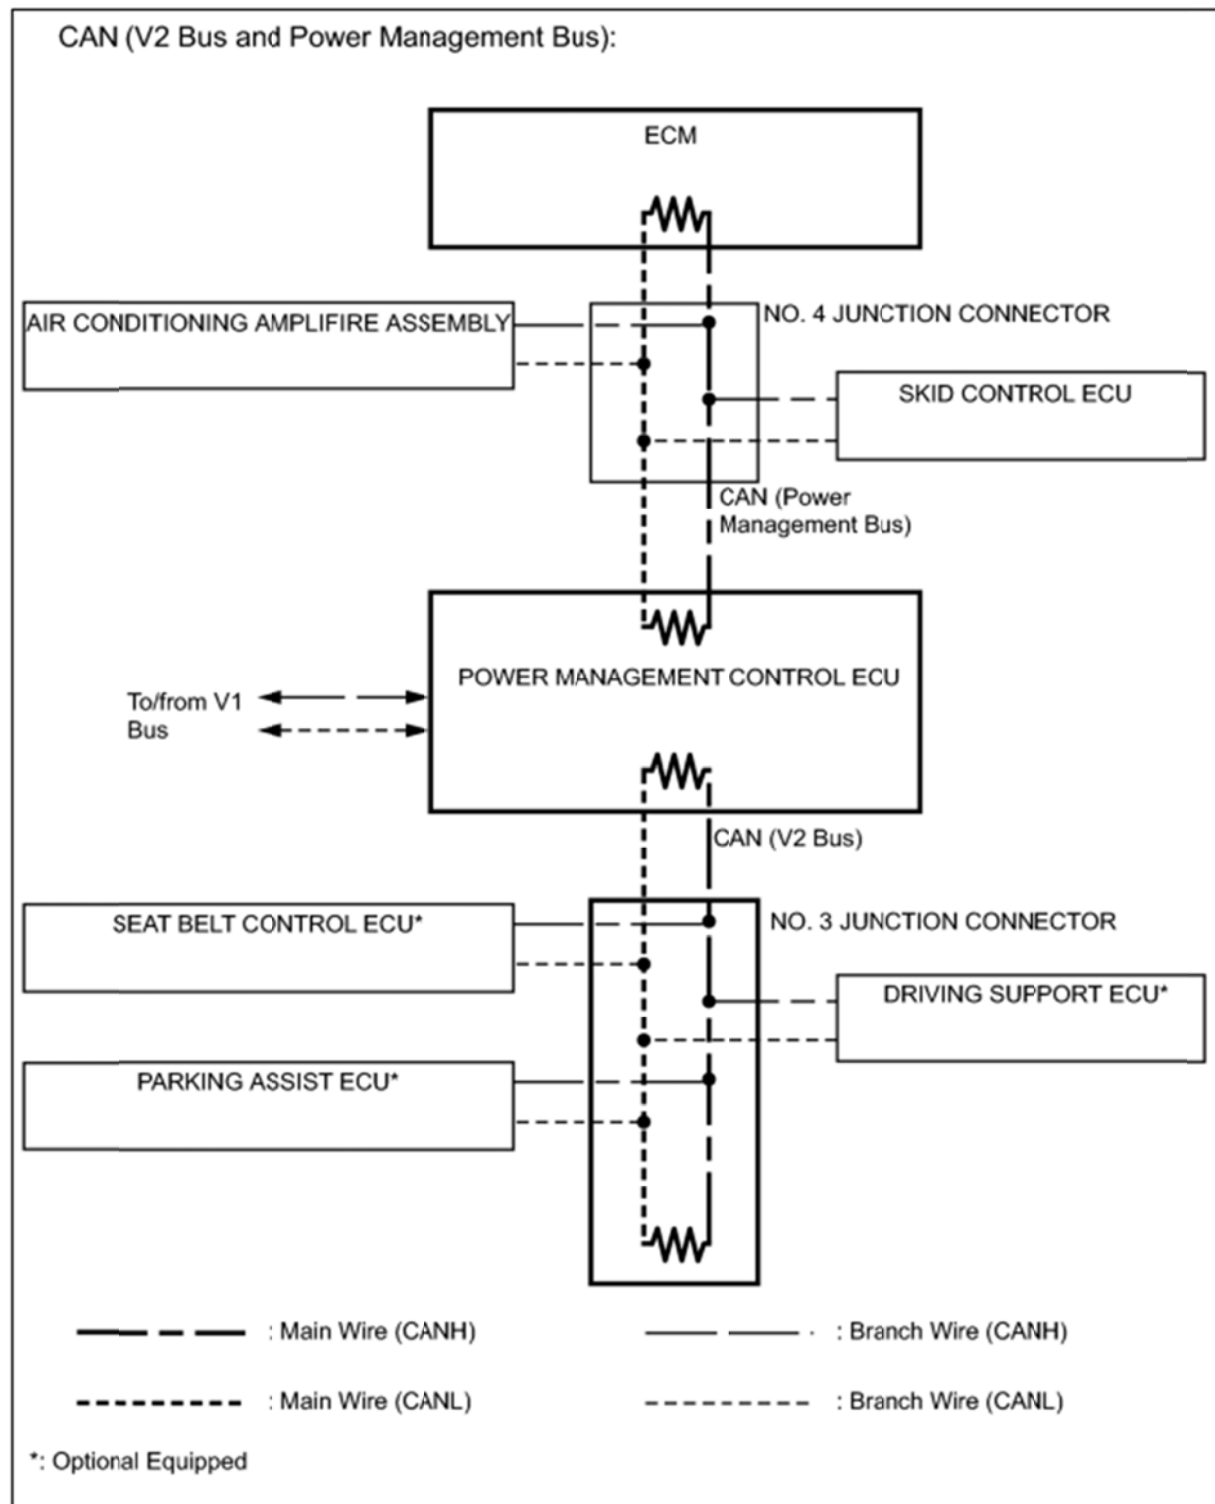 CAN (V2 Bus and Power Management Bus):
ECM
AIR CONDITIONING AMPLIFIRE ASSEMBLY
NO. 4 JUNCTION CONNECTOR
SKID CONTROL ECU
CAN (Power
Management Bus)
POWER MANAGEMENT CONTROL ECU
To/from V1
Bus
CAN (V2 Bus)
SEAT BELT CONTROL ECU*
NO. 3 JUNCTION CONNECTOR
DRIVING SUPPORT ECU*
PARKING ASSIST ECU*
: Main Wire (CANH)
: Branch Wire (CANH)
: Main Wire (CANL)
: Branch Wire (CANL)
*: Optional Equipped